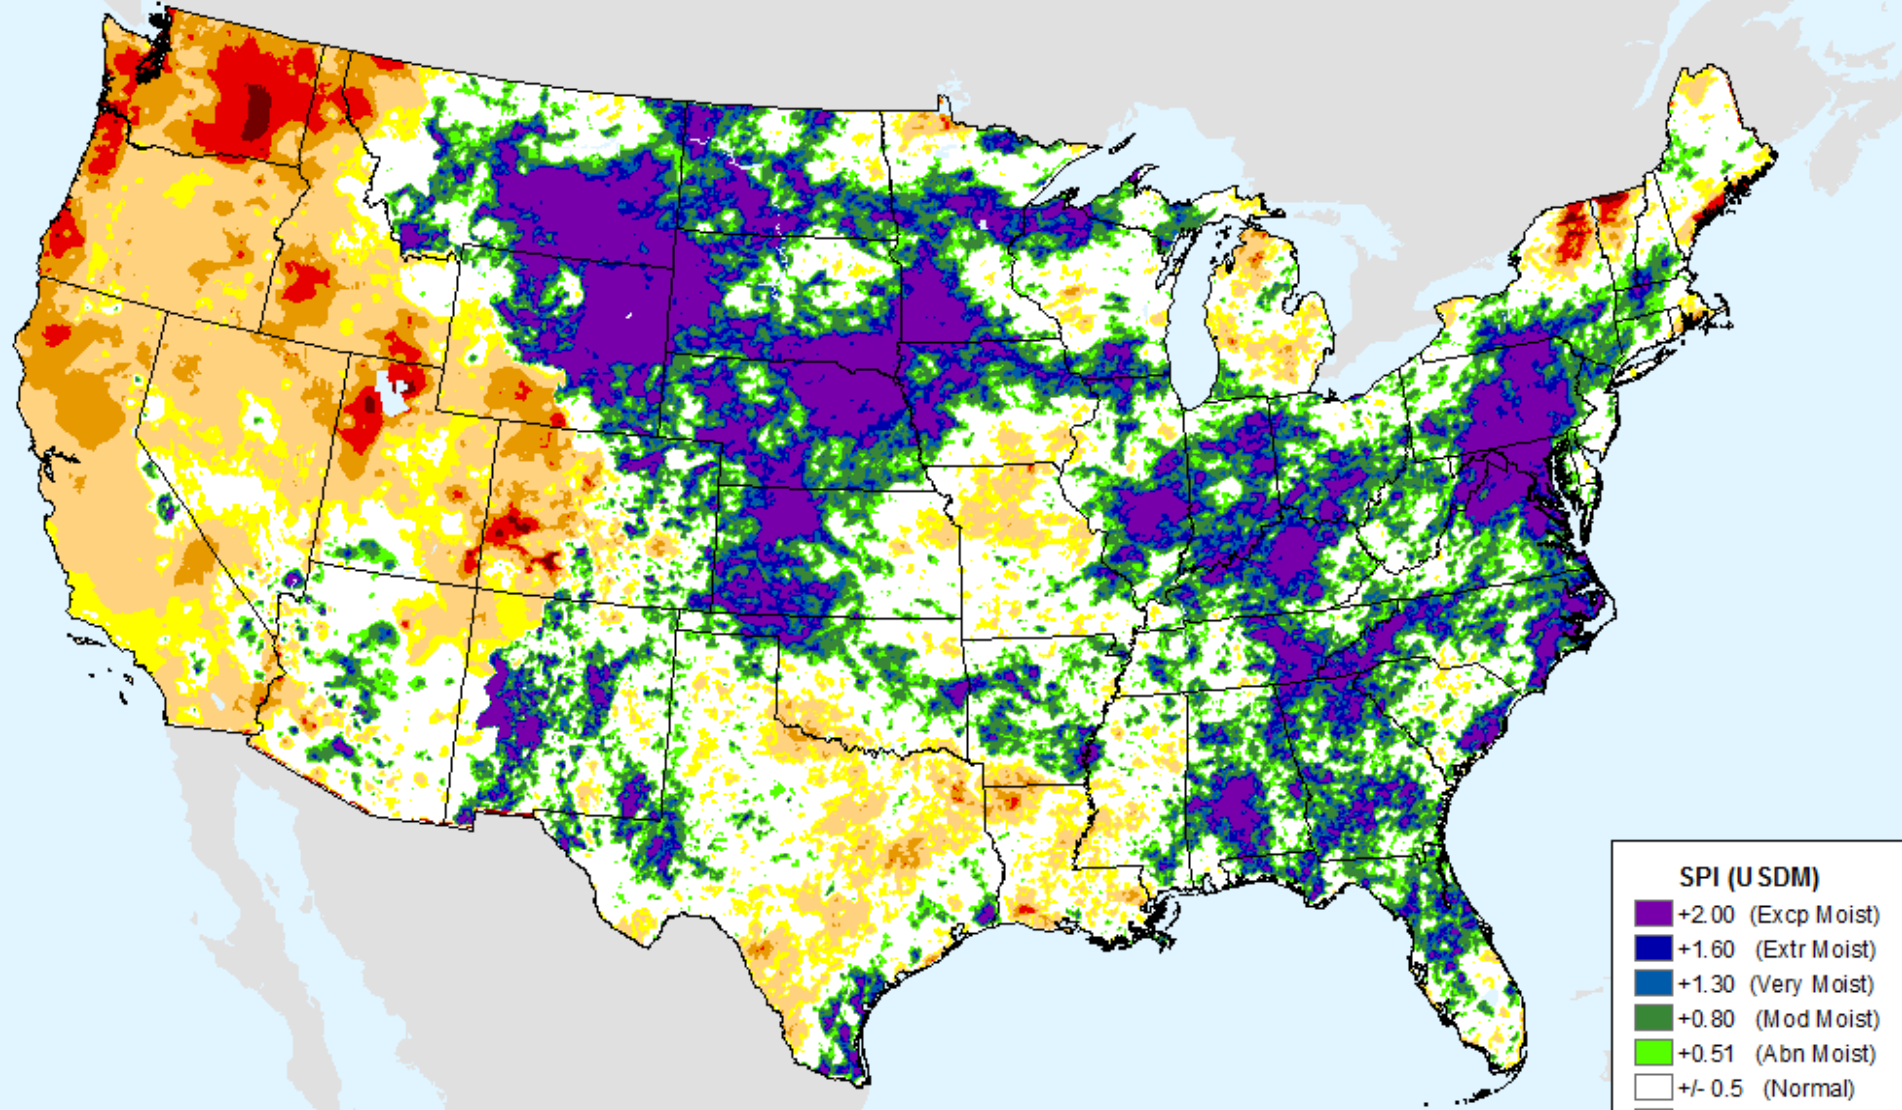 SPI (USDM)
+2.00 (Excp Moist)
+1.60 (Extr Moist)
+1.30 (Very Moist)
+0.80 (Mod Moist)
+0.51 (Abn Moist)
+/- 0.5 (Normal)